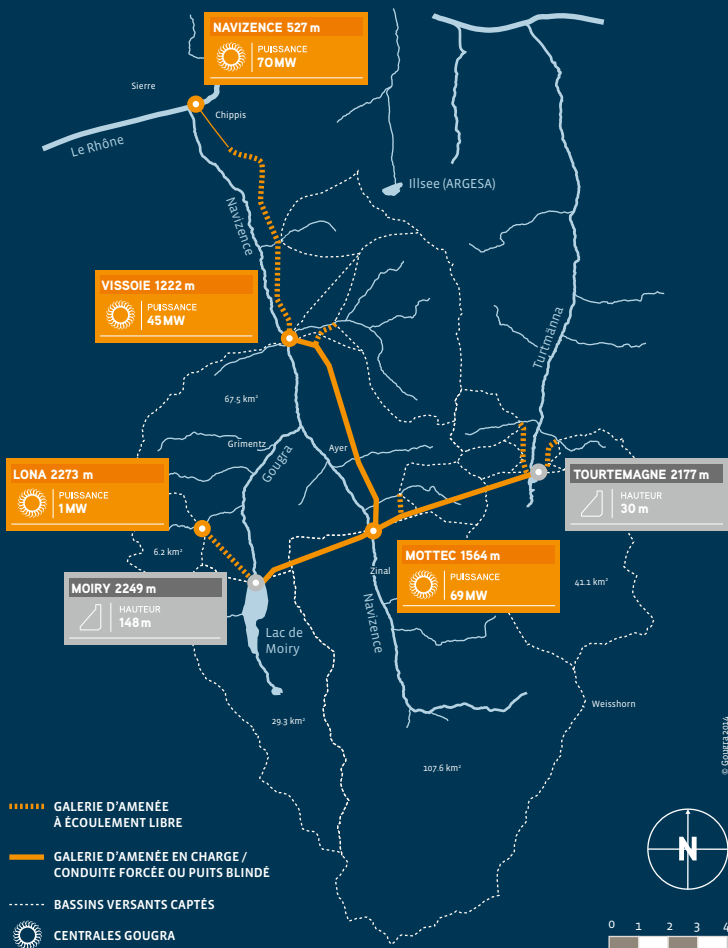 NAVIZENCE 527 m
PUISSANCE
70 MW
Sierre
Chippis
Le Rhône
Illsee (ARGESA)
Navizence
VISSOIE 1222 m
PUISSANCE
45 MW
Turtmänna
67.5 km²
Grimentz
Ayer
Gougra
LONA 2273 m
PUISSANCE
1 MW
TOURTEMAGNE 2177 m
HAUTEUR
30 m
6.2 km²
MOTTEC 1564 m
PUISSANCE
69 MW
Zinal
41.1 km²
MOIRY 2249 m
HAUTEUR
148 m
Navizence
Lac de
Moiry
Weisshorn
29.3 km²
107.6 km²
© Gougra 2014
GALERIE D'AMENÉE
À ÉCOULEMENT LIBRE
GALERIE D'AMENÉE EN CHARGE /
CONDUITE FORCÉE OU PUITS BLINDÉ
BASSINS VERSANTS CAPTÉS
CENTRALES GOUGRA
N
0 1 2 3 4